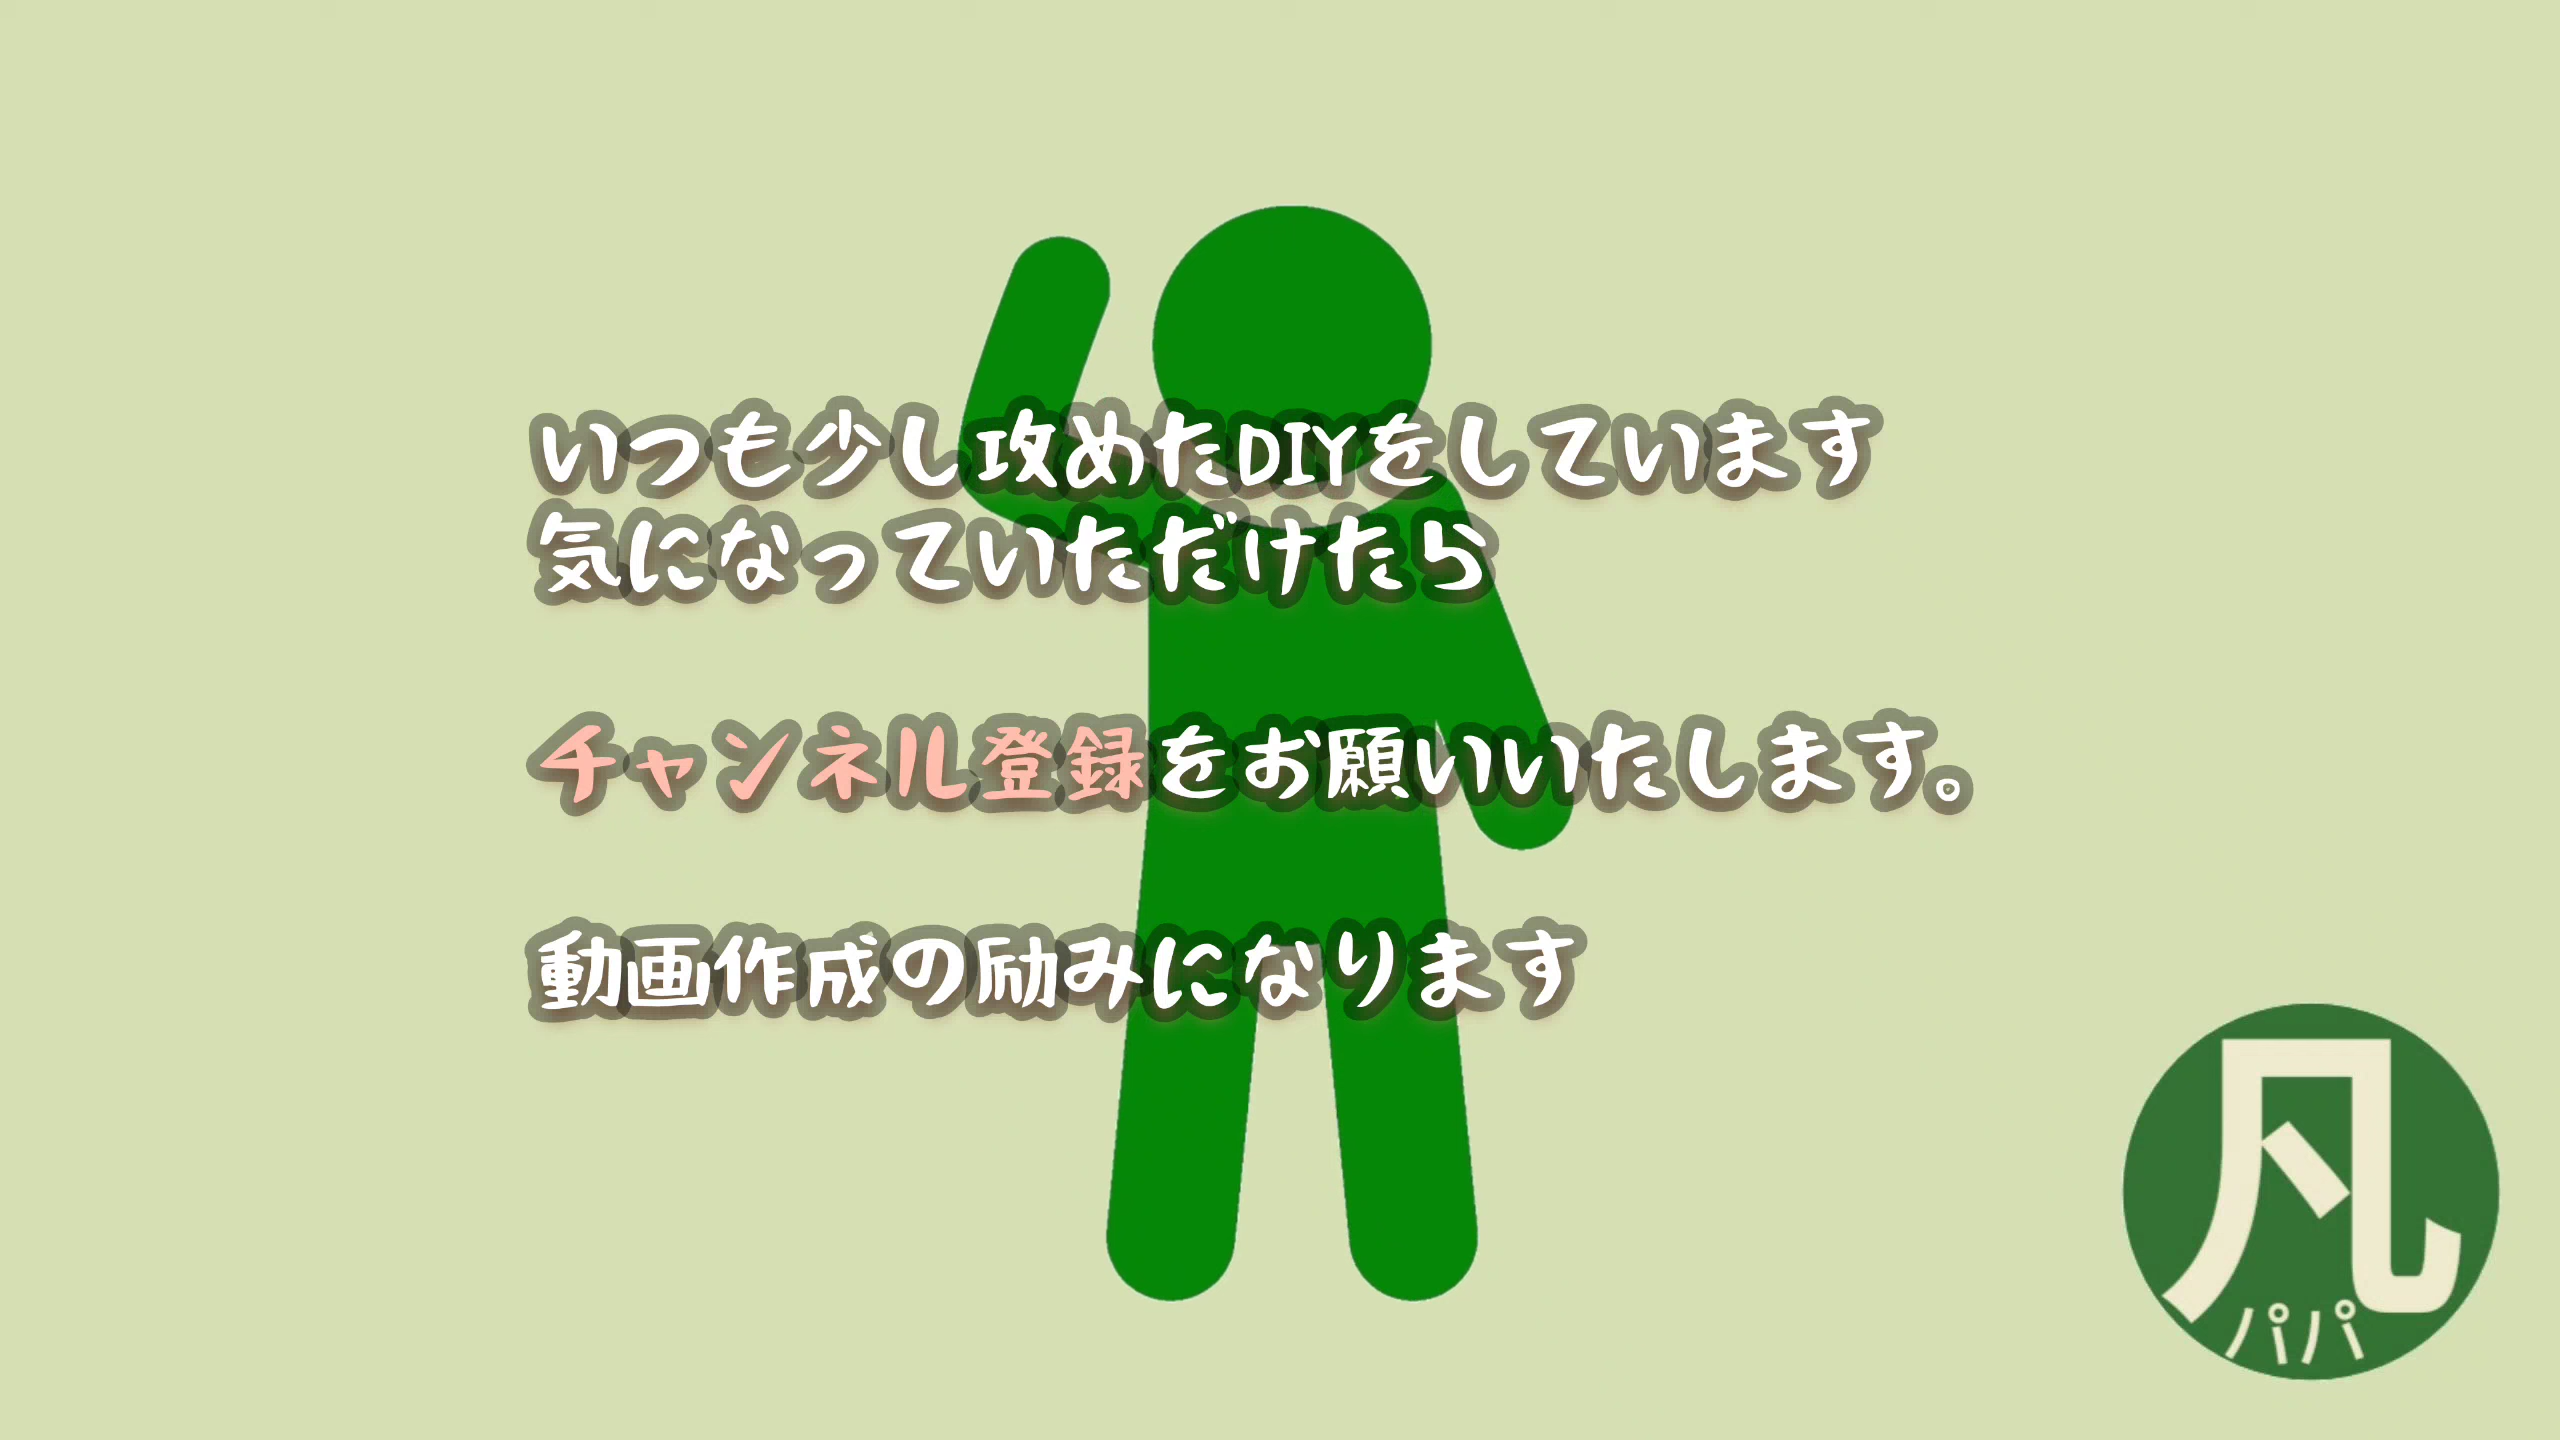 いつも少し攻めたDIYをしています
気になっていただけたら
チャンネル登録をお願いいたします。
動画作成の励みになります
凡
パパ